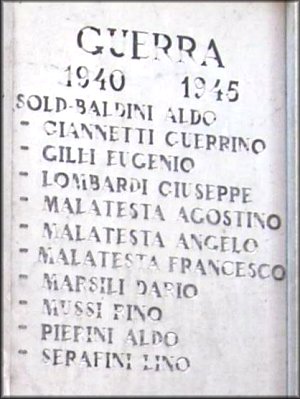 GUERRA
1940 1945
SOLD-BALDINI ALDO
- GIANNETTI GUERRINO
- GILLI EUGENIO
- LOMBARDI GIUSEPPE
- MALATESTA AGOSTINO
- MALATESTA ANGELO
- MALATESTA FRANCESCO
- MARSILI DARIO
- MUSSI PINO
- PIERINI ALDO
- SERAFINI LINO